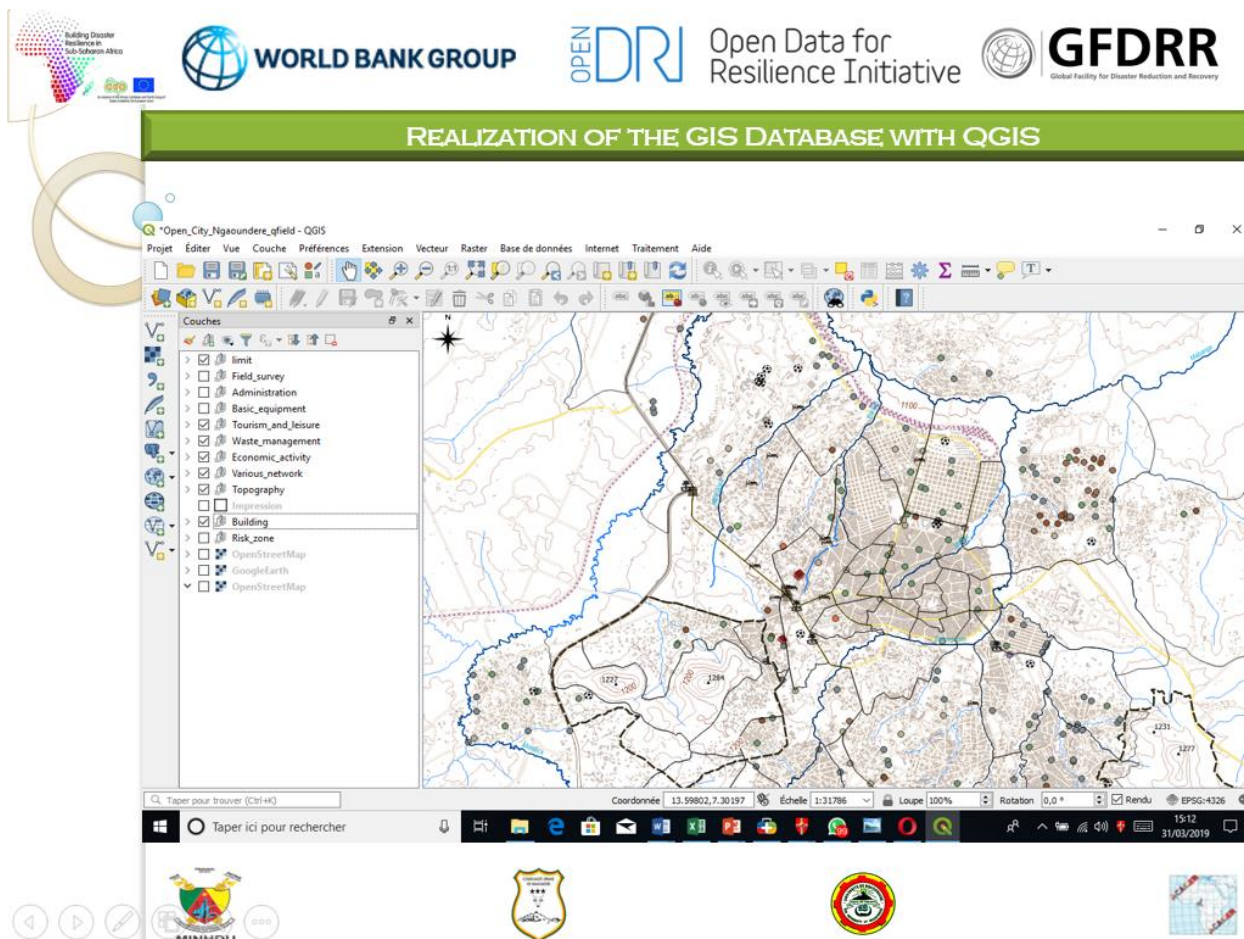 Building Disaster
Resilience in
Sub-Saharan Africa
WORLD BANK GROUP
OPEN
DRI
Open Data for
Resilience Initiative
GFDRR
Global Facility for Disaster Reduction and Recovery
REALIZATION OF THE GIS DATABASE WITH QGIS
*Open_City_Ngaoundere_qfield - QGIS
Projet Éditer Vue Couche Préférences Extension Vecteur Raster Base de données Internet Traitement Aide
Couches
limit
Field_survey
Administration
Basic_equipment
Tourism_and_leisure
Waste_management
Economic_activity
Various_network
Topography
Impression
Building
Risk_zone
OpenStreetMap
GoogleEarth
OpenStreetMap
N
1100
1227
1200
1200
1264
1231
1277
Taper pour trouver (Ctrl+K)
Coordonnée 13.59802,7.30197 Échelle 1:31786 Loupe 100% Rotation 0,0 ° Rendu EPSG:4326
Taper ici pour rechercher
99
15:12
31/03/2019
MINHDU